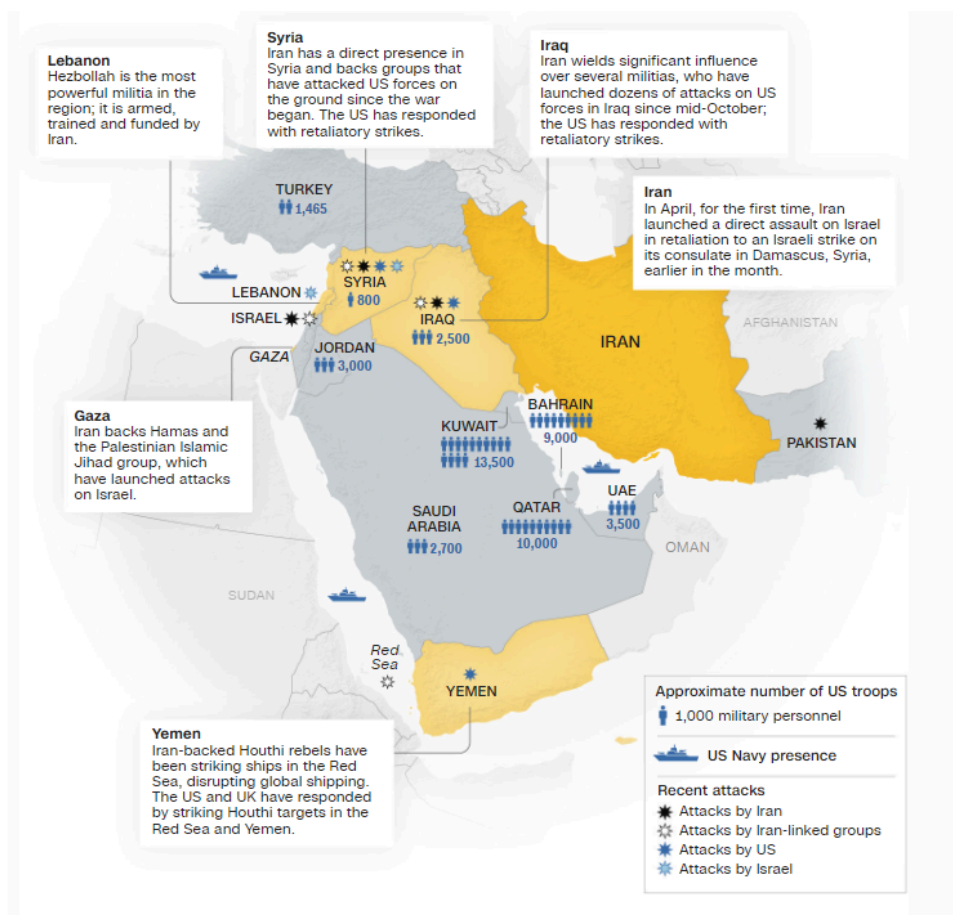 Lebanon
Hezbollah is the most
powerful militia in the
region; it is armed,
trained and funded by
Iran.
Syria
Iran has a direct presence in
Syria and backs groups that
have attacked US forces on
the ground since the war
began. The US has responded
with retaliatory strikes.
Iraq
Iran wields significant influence
over several militias, who have
launched dozens of attacks on US
forces in Iraq since mid-October;
the US has responded with
retaliatory strikes.
Iran
In April, for the first time, Iran
launched a direct assault on Israel
in retaliation to an Israeli strike on
its consulate in Damascus, Syria,
earlier in the month.
TURKEY
1,465
SYRIA
800
LEBANON
ISRAEL
IRAQ
2,500
IRAN
AFGHANISTAN
GAZA
JORDAN
3,000
BAHRAIN
9,000
KUWAIT
13,500
PAKISTAN
Gaza
Iran backs Hamas and
the Palestinian Islamic
Jihad group, which
have launched attacks
on Israel.
SAUDI
ARABIA
2,700
QATAR
10,000
UAE
3,500
OMAN
SUDAN
Red
Sea
YEMEN
Yemen
Iran-backed Houthi rebels have
been striking ships in the Red
Sea, disrupting global shipping.
The US and UK have responded
by striking Houthi targets in the
Red Sea and Yemen.
Approximate number of US troops
1,000 military personnel
US Navy presence
Recent attacks
Attacks by Iran
Attacks by Iran-linked groups
Attacks by US
Attacks by Israel